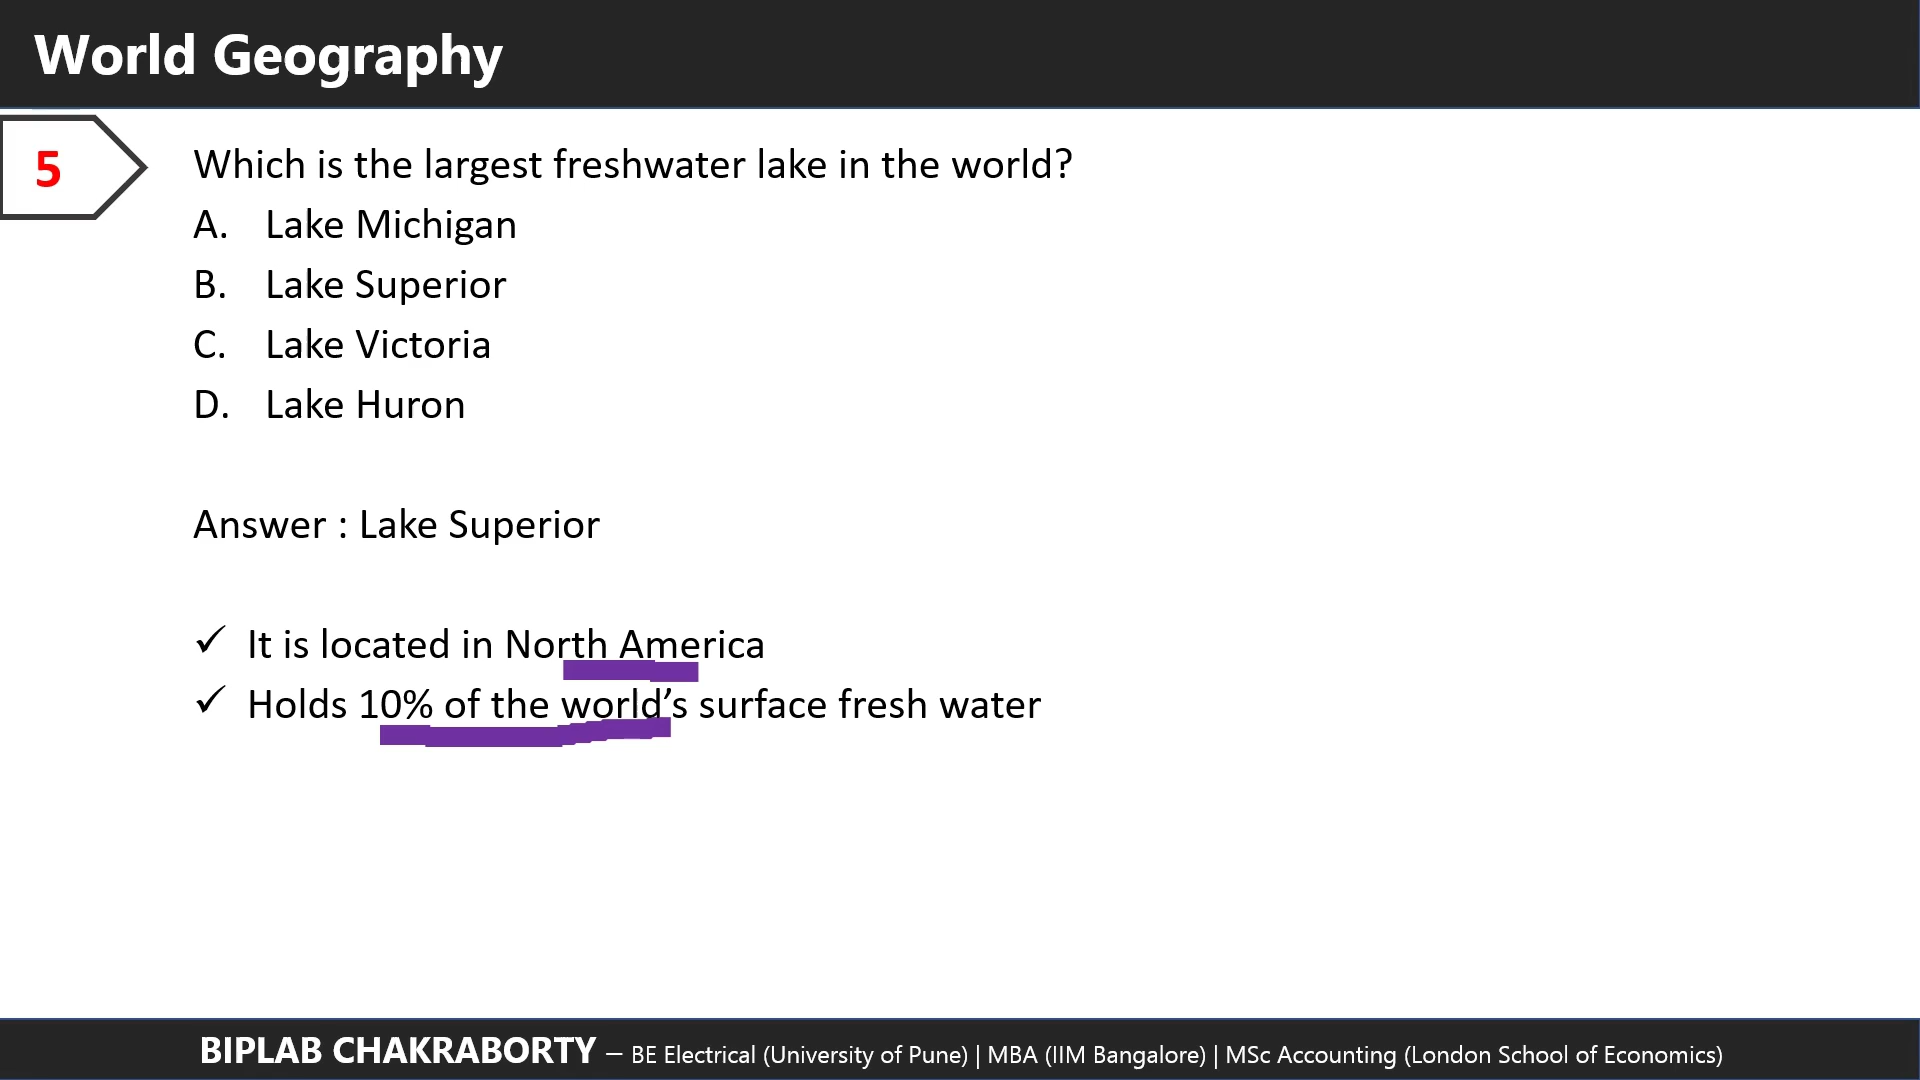 World Geography
5
Which is the largest freshwater lake in the world?
A. Lake Michigan
B. Lake Superior
C. Lake Victoria
D. Lake Huron
Answer : Lake Superior
✓ It is located in North America
✓ Holds 10% of the world’s surface fresh water
BIPLAB CHAKRABORTY – BE Electrical (University of Pune) | MBA (IIM Bangalore) | MSc Accounting (London School of Economics)